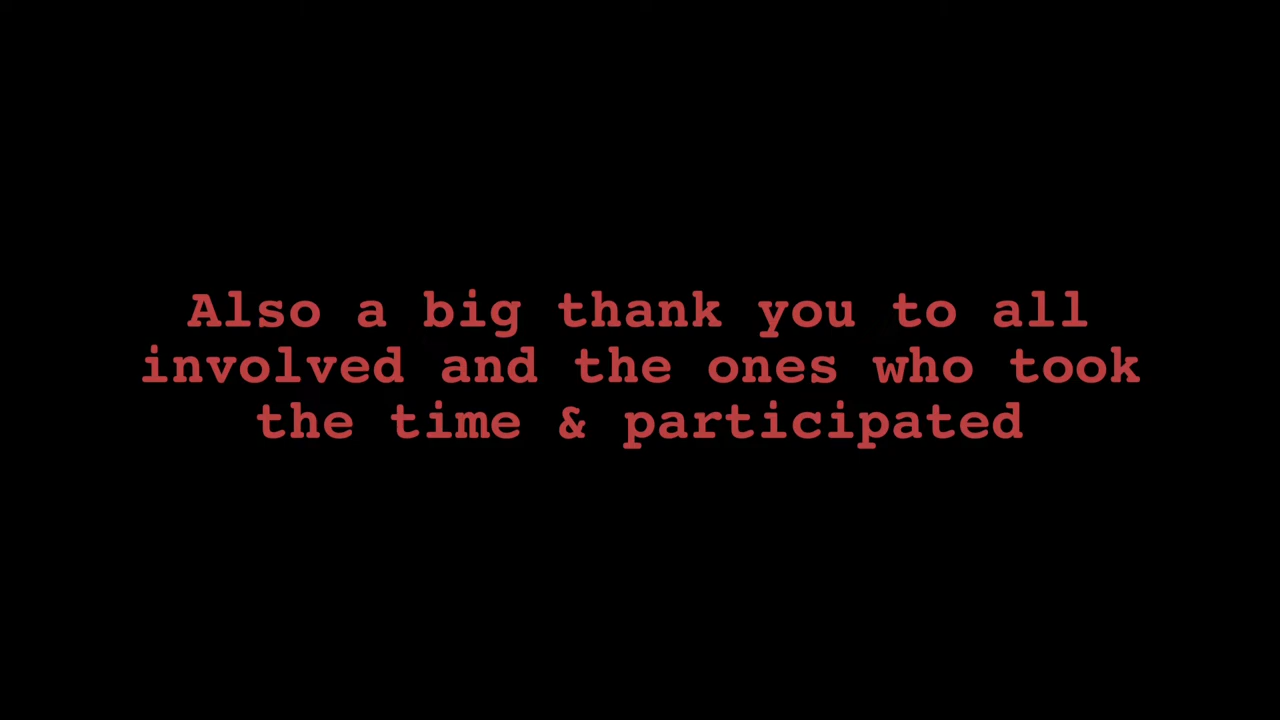 Also a big thank you to all
involved and the ones who took
the time & participated